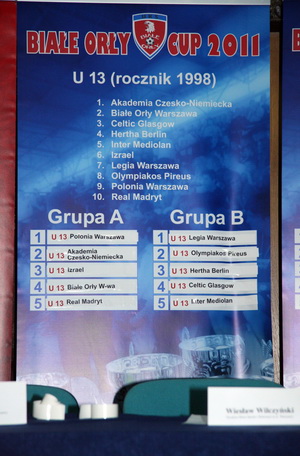 BIAŁE ORŁY CUP 2011
BIAŁE
ORŁY
U 13 (rocznik 1998)
1. Akademia Czesko-Niemiecka
2. Białe Orły Warszawa
3. Celtic Glasgow
4. Hertha Berlin
5. Inter Mediolan
6. Izrael
7. Legia Warszawa
8. Olympiakos Pireus
9. Polonia Warszawa
10. Real Madryt
Grupa A
1 U 13 Polonia Warszawa
2 U 13 Akademia
Czesko-Niemiecka
3 U 13 Izrael
4 U 13 Białe Orły W-wa
5 U 13 Real Madryt
Grupa B
1 U 13 Legia Warszawa
2 U 13 Olympiakos Pireus
3 U 13 Hertha Berlin
4 U 13 Celtic Glasgow
5 U 13 Inter Mediolan
Wiesław Wilczyński